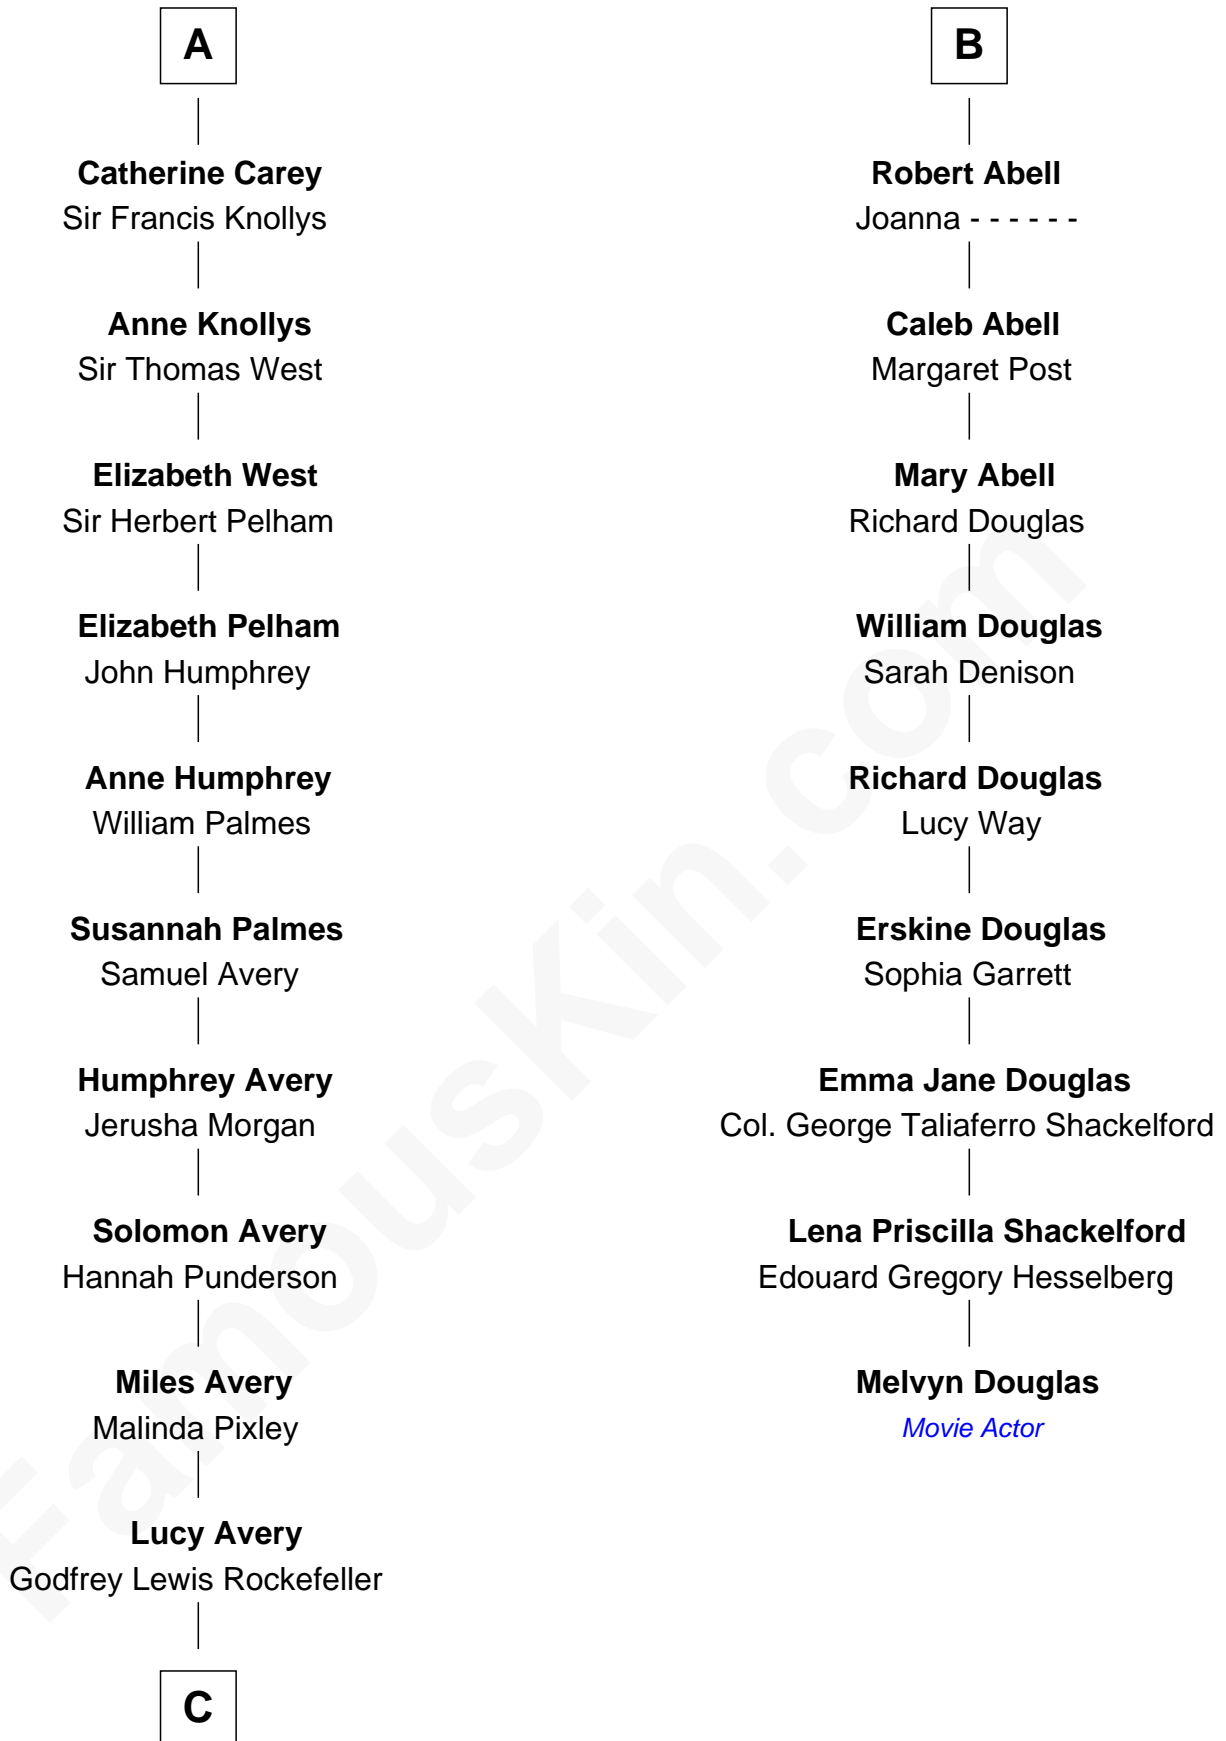 A
Catherine Carey
Sir Francis Knollys
Anne Knollys
Sir Thomas West
Elizabeth West
Sir Herbert Pelham
Elizabeth Pelham
John Humphrey
Anne Humphrey
William Palmes
Susannah Palmes
Samuel Avery
Humphrey Avery
Jerusha Morgan
Solomon Avery
Hannah Punderson
Miles Avery
Malinda Pixley
Lucy Avery
Godfrey Lewis Rockefeller
C
B
Robert Abell
Joanna - - - - - -
Caleb Abell
Margaret Post
Mary Abell
Richard Douglas
William Douglas
Sarah Denison
Richard Douglas
Lucy Way
Erskine Douglas
Sophia Garrett
Emma Jane Douglas
Col. George Taliaferro Shackelford
Lena Priscilla Shackelford
Edouard Gregory Hesselberg
Melvyn Douglas
Movie Actor
FamousKin.com